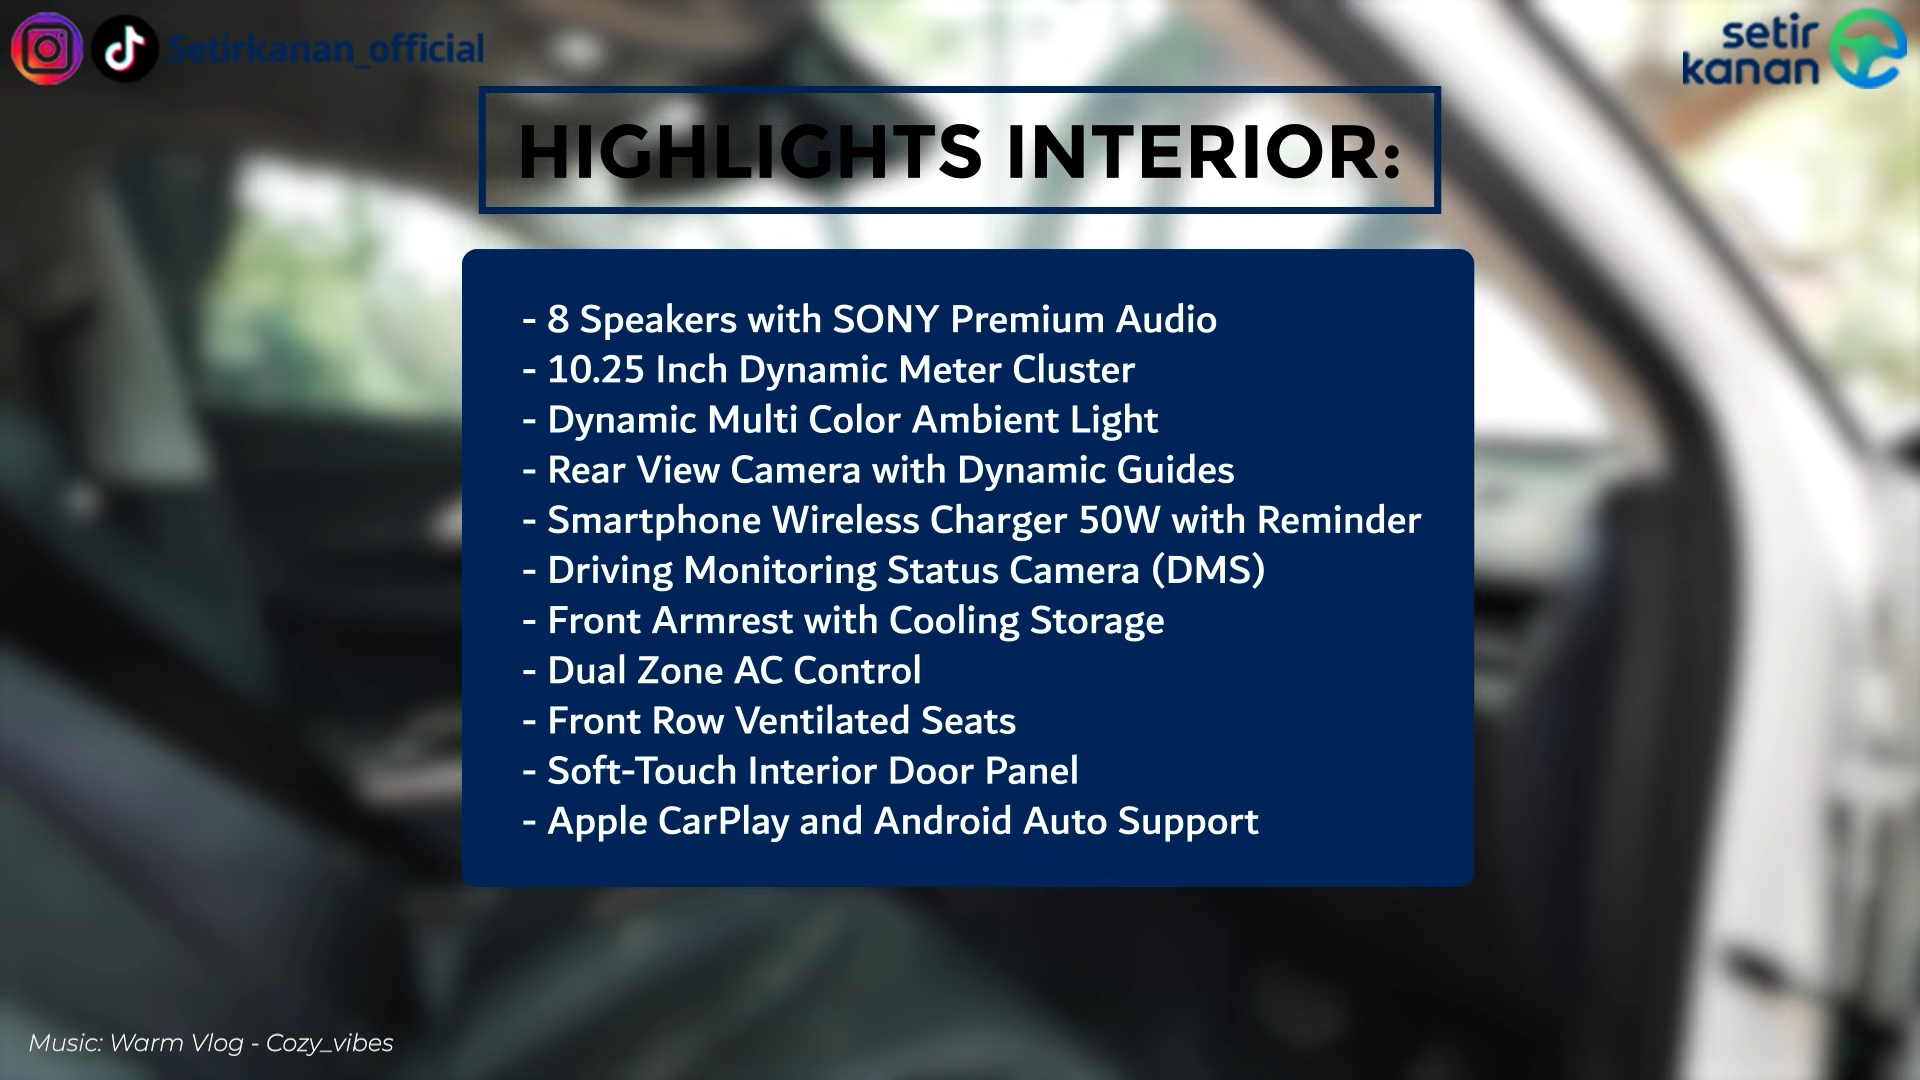 Setirkanan_official
setir
kanan
HIGHLIGHTS INTERIOR:
- 8 Speakers with SONY Premium Audio
- 10.25 Inch Dynamic Meter Cluster
- Dynamic Multi Color Ambient Light
- Rear View Camera with Dynamic Guides
- Smartphone Wireless Charger 50W with Reminder
- Driving Monitoring Status Camera (DMS)
- Front Armrest with Cooling Storage
- Dual Zone AC Control
- Front Row Ventilated Seats
- Soft-Touch Interior Door Panel
- Apple CarPlay and Android Auto Support
Music: Warm Vlog - Cozy_vibes